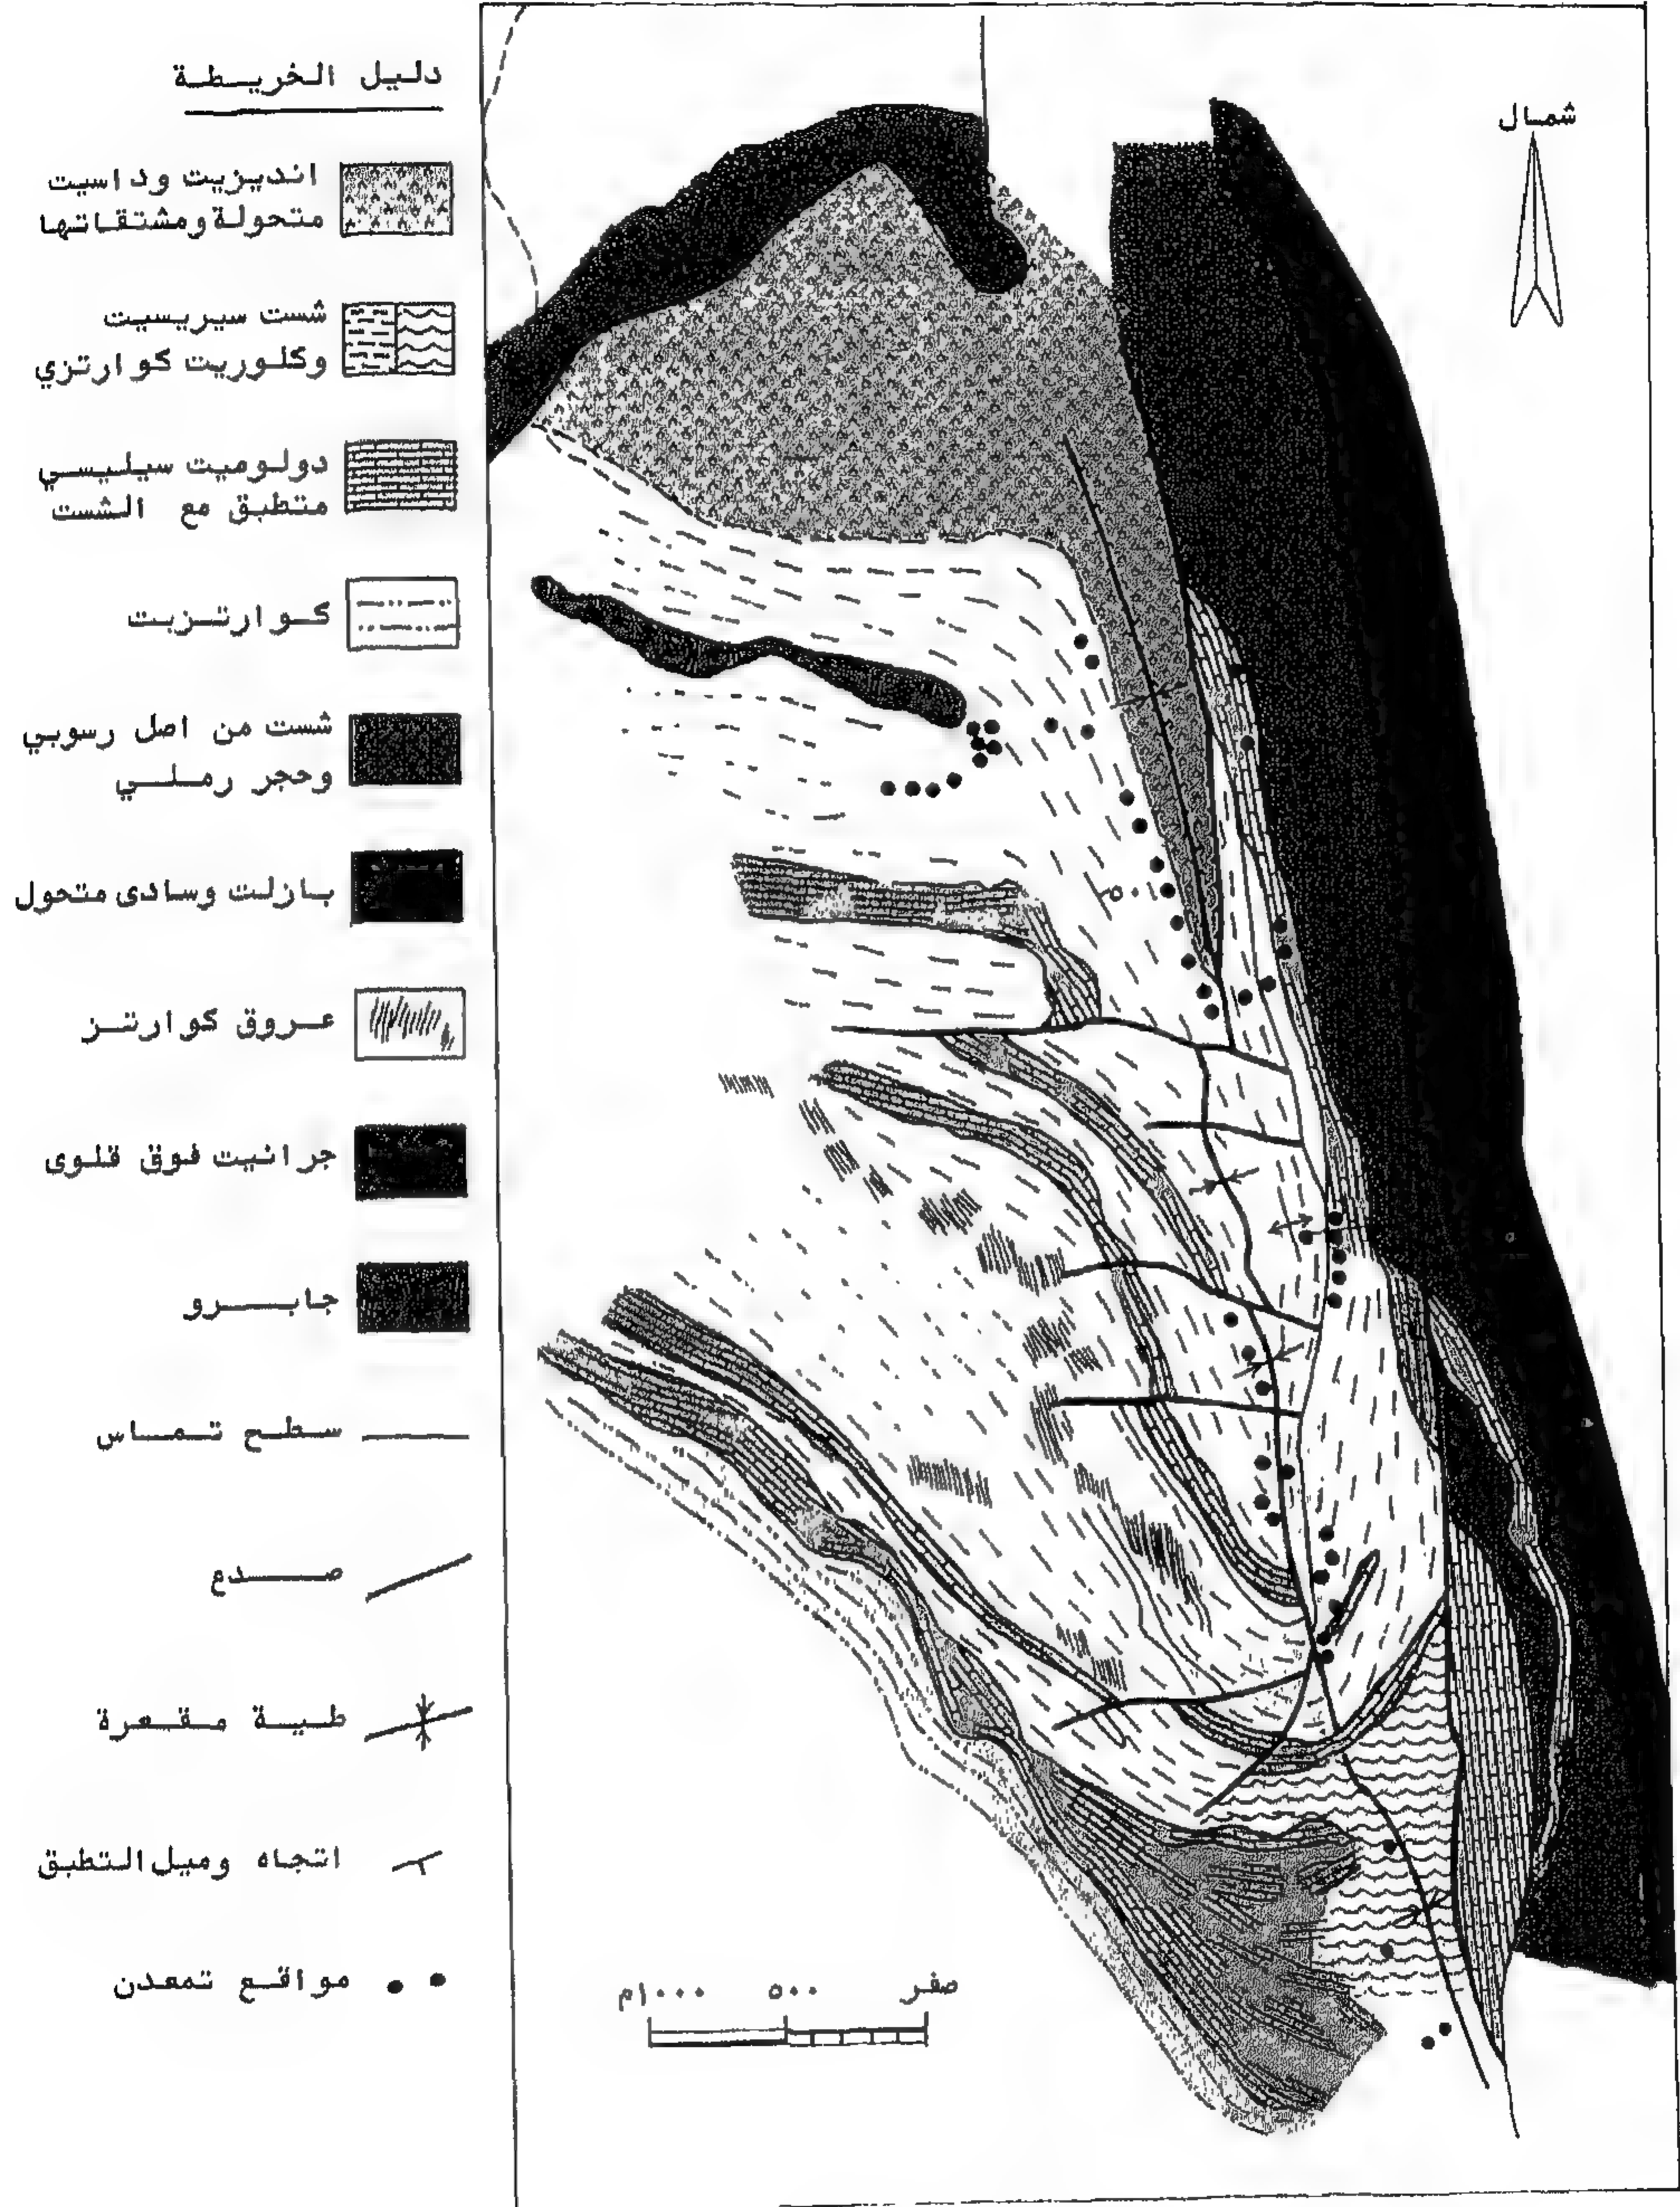 دليل الخريطة
انديزيت وداسيت
متحولة ومشتقاتها
شست سيريسيت
وكلوريت كوارتزي
دولوميت سيليسي
متطبق مع الشست
كوارتزيت
شست من اصل رسوبي
وحجر رملي
بازلت وسادى متحول
عروق كوارتز
جرانيت فوق قلوى
جابرو
سطح تماس
صدع
طية مقعرة
اتجاه وميل التطبق
مواقع تمعدن
شمال
٥٠
صفر ٥٠٠ ١٠٠٠م